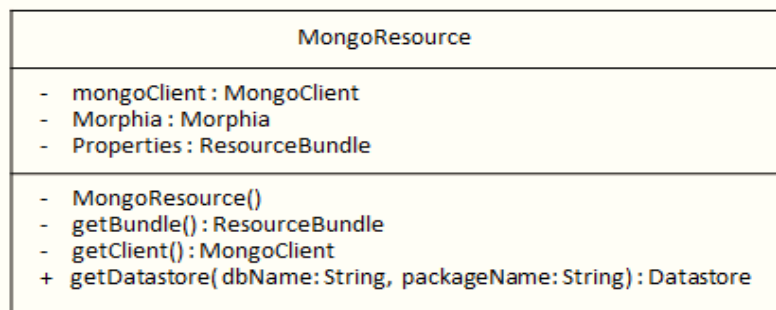 MongoResource
- mongoClient : MongoClient
- Morphia : Morphia
- Properties : ResourceBundle
- MongoResource()
- getBundle() : ResourceBundle
- getClient() : MongoClient
+ getDatastore( dbName: String, packageName: String) : Datastore